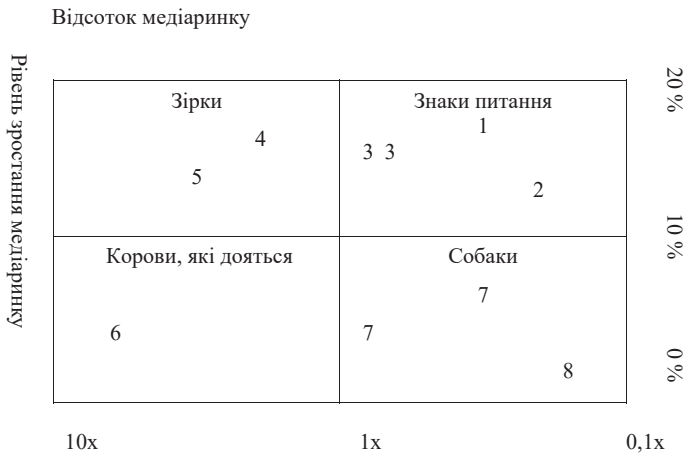 Відсоток медіаринку
Рівень зростання медіаринку
20 %
Зірки
Знаки питання
1
4
3 3
5
2
10 %
Корови, які дояться
Собаки
7
6
7
0 %
8
10x
1x
0,1x